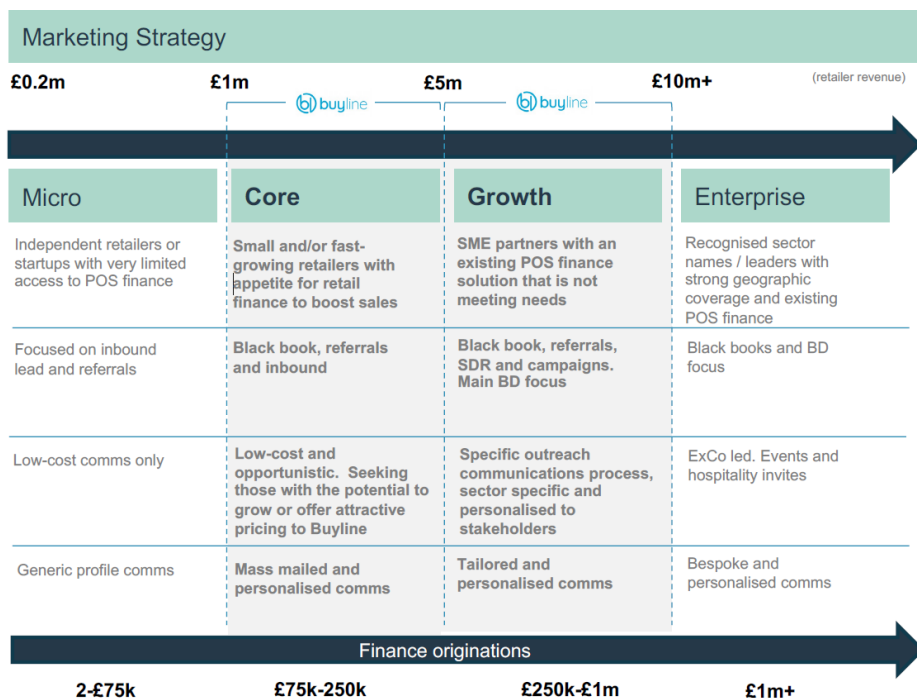 Marketing Strategy
£0.2m
£1m
£5m
£10m+
(retailer revenue)
buyline
buyline
Micro
Core
Growth
Enterprise
Independent retailers or
startups with very limited
access to POS finance
Small and/or fast-
growing retailers with
appetite for retail
finance to boost sales
SME partners with an
existing POS finance
solution that is not
meeting needs
Recognised sector
names / leaders with
strong geographic
coverage and existing
POS finance
Focused on inbound
lead and referrals
Black book, referrals
and inbound
Black book, referrals,
SDR and campaigns.
Main BD focus
Black books and BD
focus
Low-cost comms only
Low-cost and
opportunistic.  Seeking
those with the potential to
grow or offer attractive
pricing to Buyline
Specific outreach
communications process,
sector specific and
personalised to
stakeholders
ExCo led. Events and
hospitality invites
Generic profile comms
Mass mailed and
personalised comms
Tailored and
personalised comms
Bespoke and
personalised comms
Finance originations
2-£75k
£75k-250k
£250k-£1m
£1m+